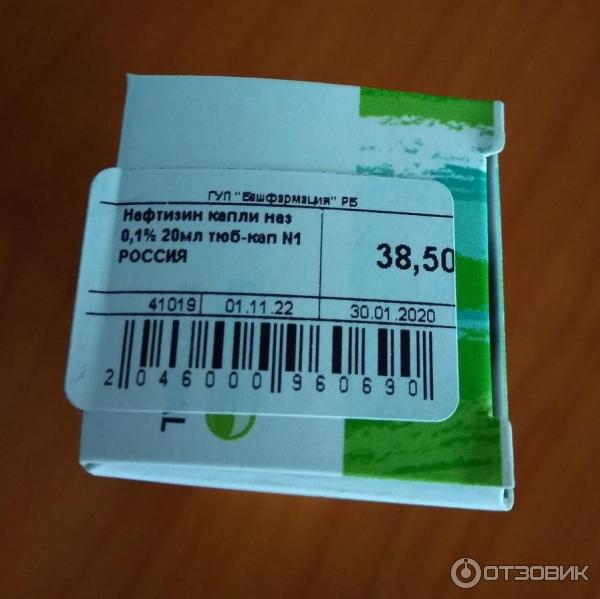 ГУП "Башфармация" РБ
Нафтизин капли наз
0,1% 20мл тюб-кап N1
РОССИЯ
38,50
41019 01.11.22 30.01.2020
2 046000 960690
ОТЗОВИК